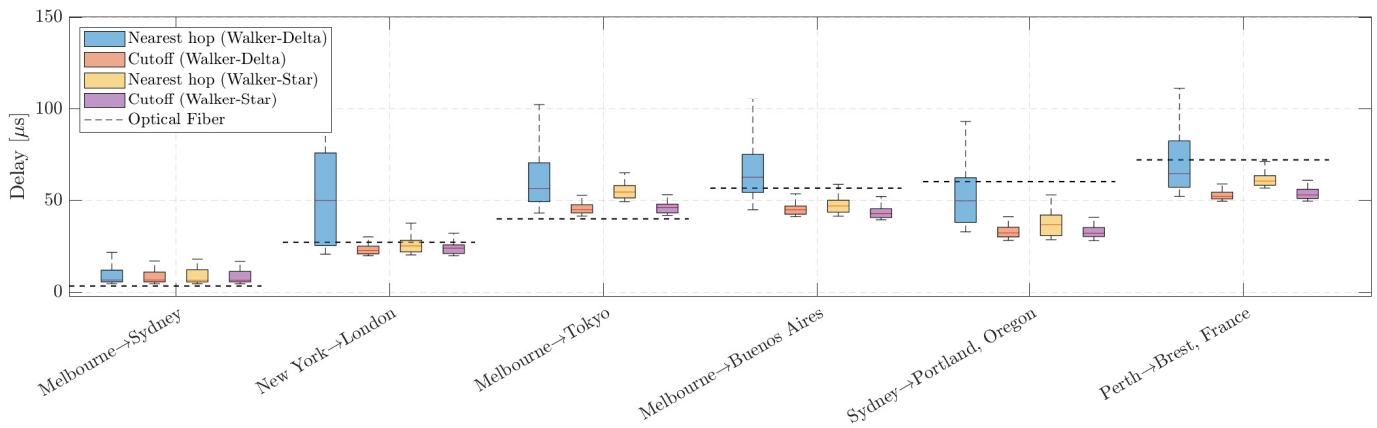 150
100
50
0
Delay [μs]
Nearest hop (Walker-Delta)
Cutoff (Walker-Delta)
Nearest hop (Walker-Star)
Cutoff (Walker-Star)
Optical Fiber
Melbourne→Sydney
New York→London
Melbourne→Tokyo
Melbourne→Buenos Aires
Sydney→Portland, Oregon
Perth→Brest, France